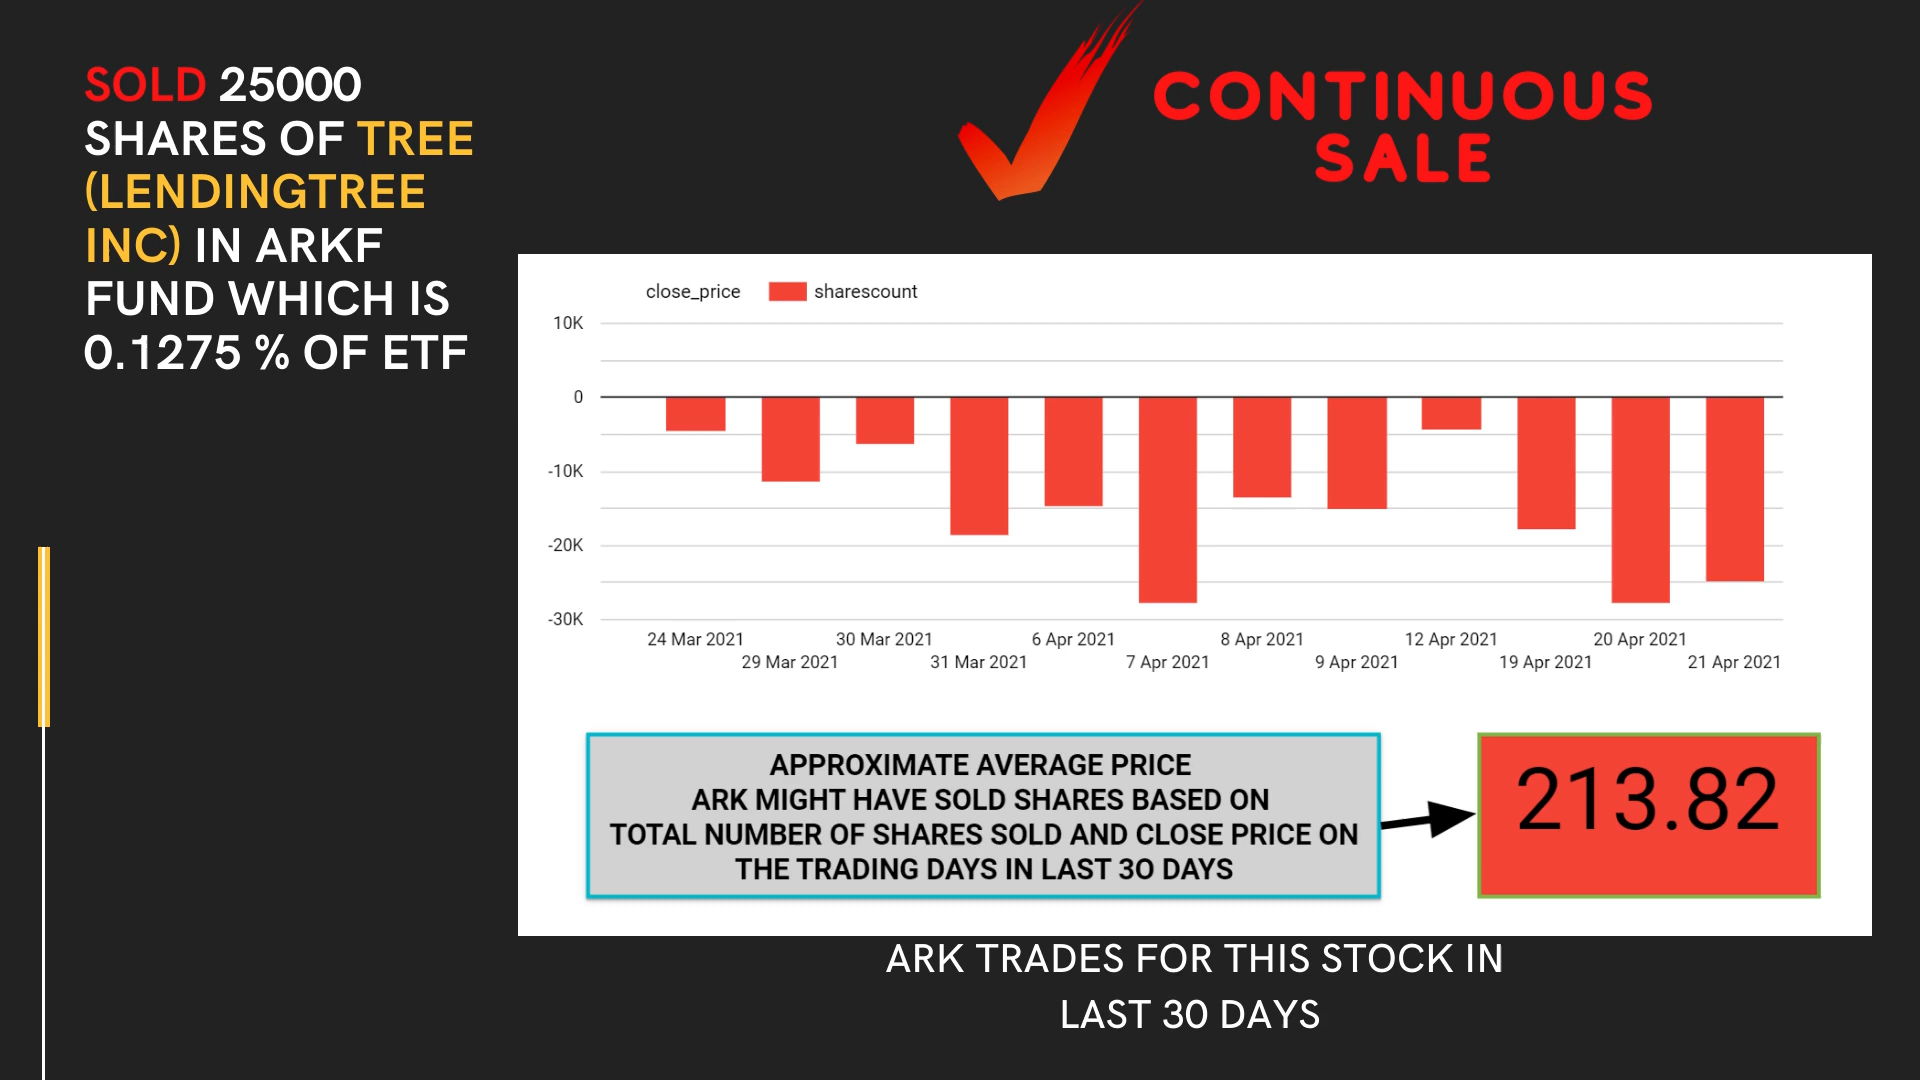 SOLD 25000
SHARES OF TREE
(LENDINGTREE
INC) IN ARKF
FUND WHICH IS
0.1275 % OF ETF
CONTINUOUS
SALE
close_price
sharescount
10K
0
-10K
-20K
-30K
24 Mar 2021
29 Mar 2021
30 Mar 2021
31 Mar 2021
6 Apr 2021
7 Apr 2021
8 Apr 2021
9 Apr 2021
12 Apr 2021
19 Apr 2021
20 Apr 2021
21 Apr 2021
APPROXIMATE AVERAGE PRICE
ARK MIGHT HAVE SOLD SHARES BASED ON
TOTAL NUMBER OF SHARES SOLD AND CLOSE PRICE ON
THE TRADING DAYS IN LAST 3O DAYS
213.82
ARK TRADES FOR THIS STOCK IN
LAST 30 DAYS